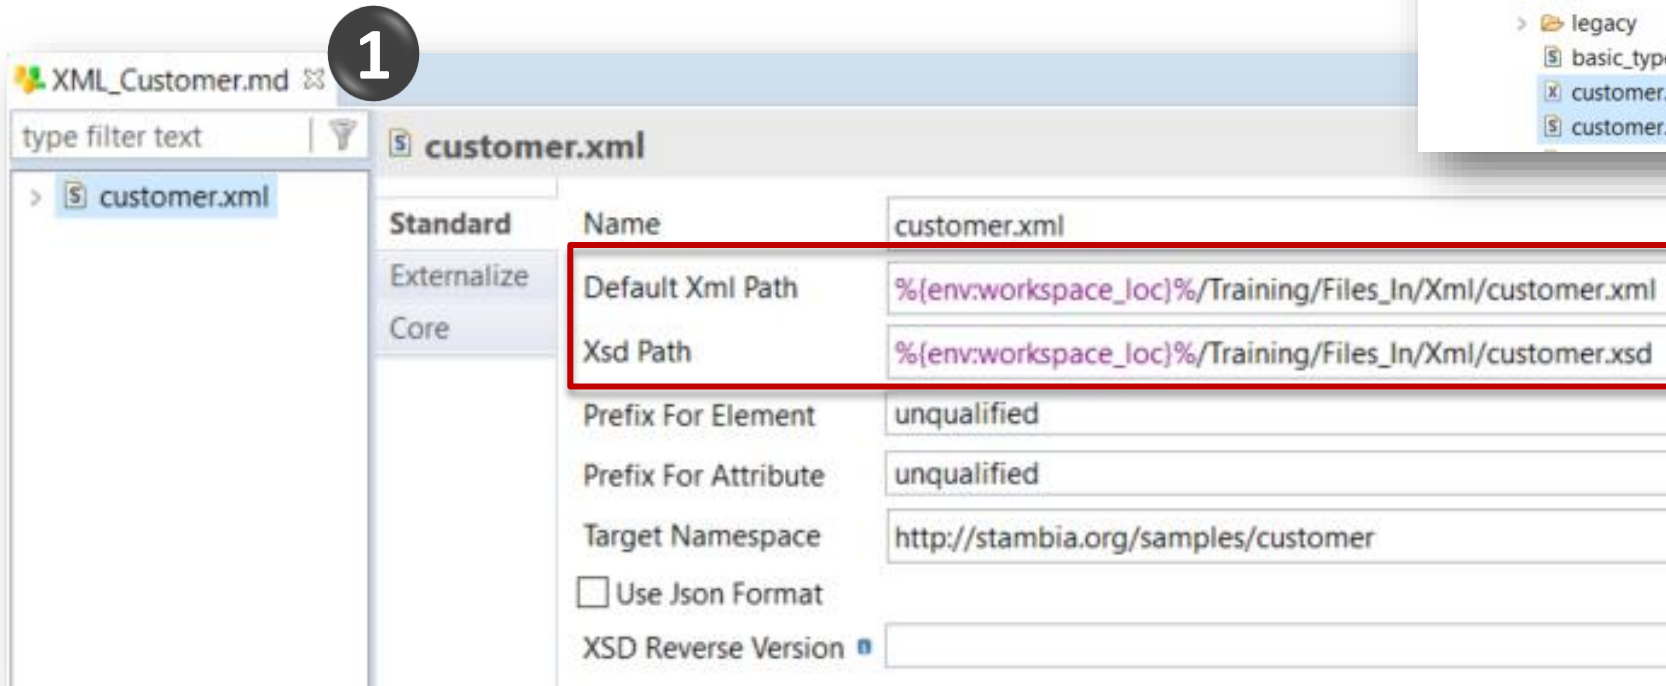 1
legacy
XML_Customer.md
customer.
type filter text
customer.
customer.xml
customer.xml
Standard
Name
customer.xml
Externalize
Default Xml Path
%{env:workspace_loc}%/Training/Files_In/Xml/customer.xml
Core
Xsd Path
%{env:workspace_loc}%/Training/Files_In/Xml/customer.xsd
Prefix For Element
unqualified
Prefix For Attribute
unqualified
Target Namespace
http://stambia.org/samples/customer
Use Json Format
XSD Reverse Version